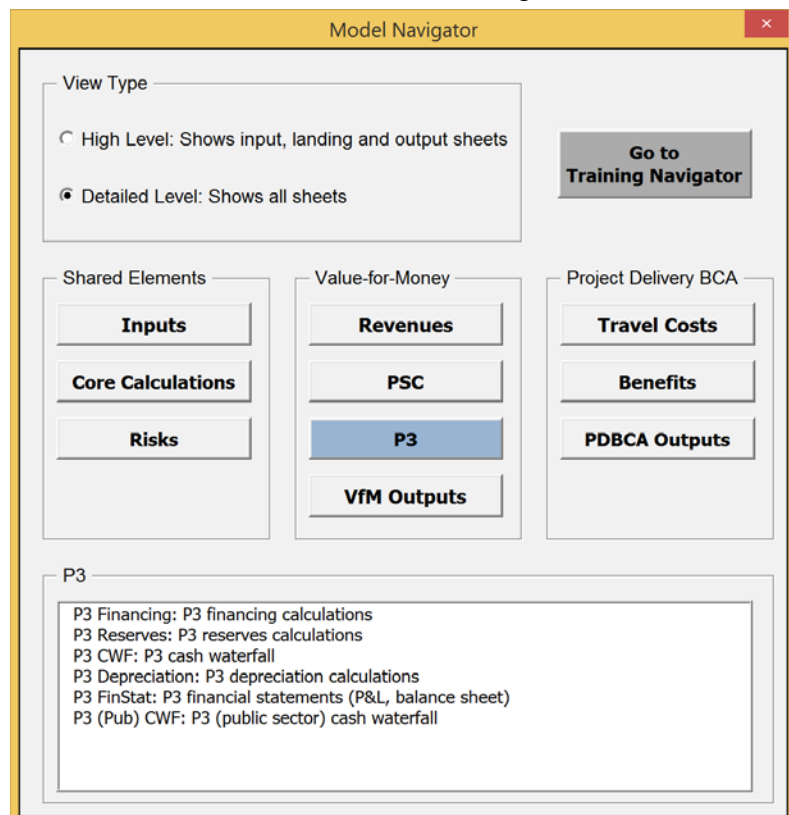 Model Navigator
×
View Type
High Level: Shows input, landing and output sheets
Detailed Level: Shows all sheets
Go to
Training Navigator
Shared Elements
Inputs
Core Calculations
Risks
Value-for-Money
Revenues
PSC
P3
VfM Outputs
Project Delivery BCA
Travel Costs
Benefits
PDBCA Outputs
P3
P3 Financing: P3 financing calculations
P3 Reserves: P3 reserves calculations
P3 CWF: P3 cash waterfall
P3 Depreciation: P3 depreciation calculations
P3 FinStat: P3 financial statements (P&L, balance sheet)
P3 (Pub) CWF: P3 (public sector) cash waterfall